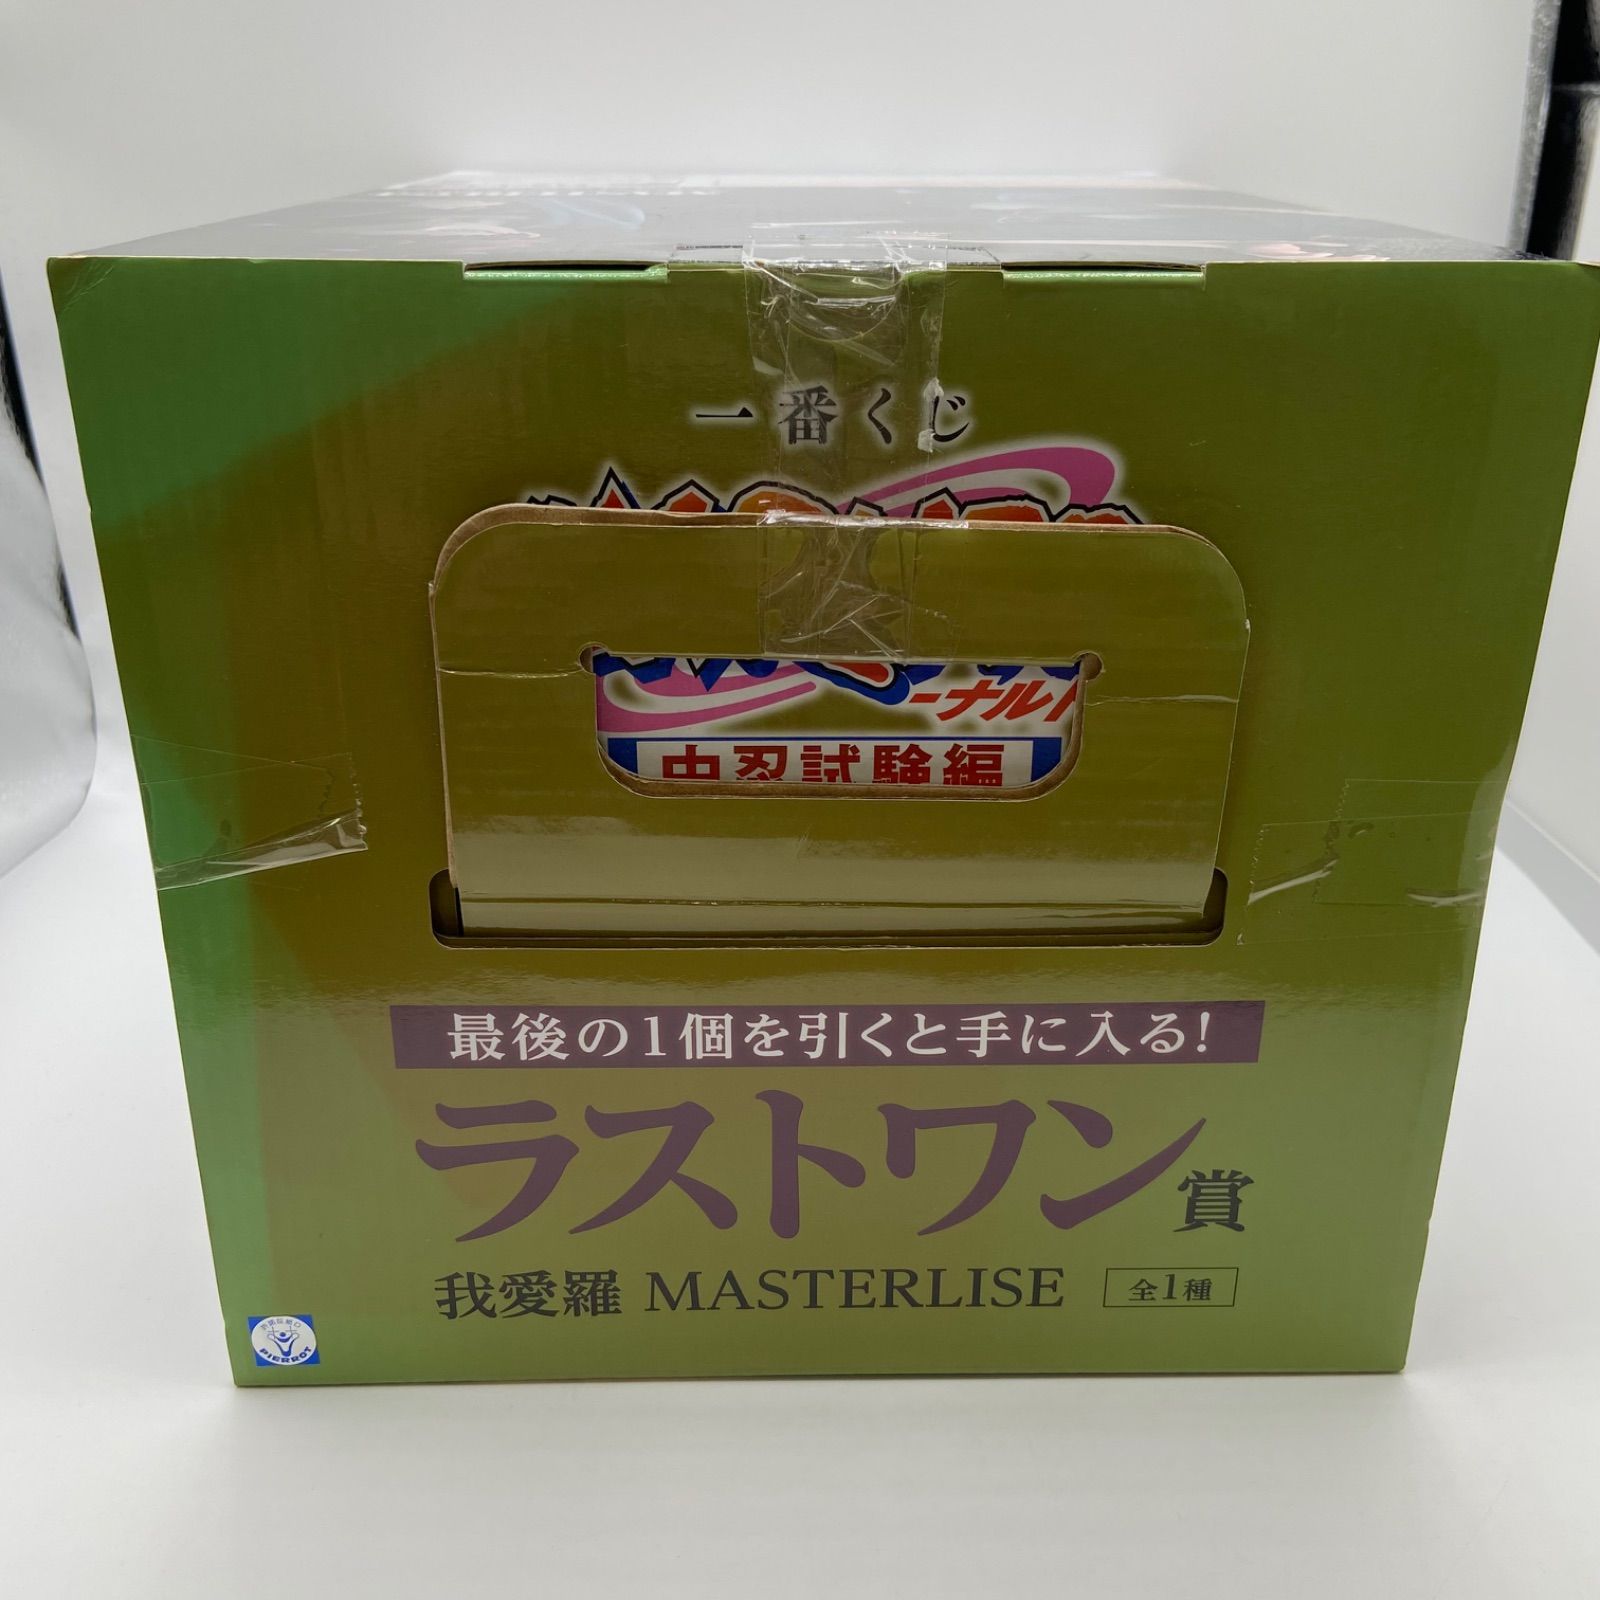 一番くじ
ーナルト
中忍試験編
最後の1個を引くと手に入る!
ラストワン賞
我愛羅 MASTERLISE 全1種
PIERROT